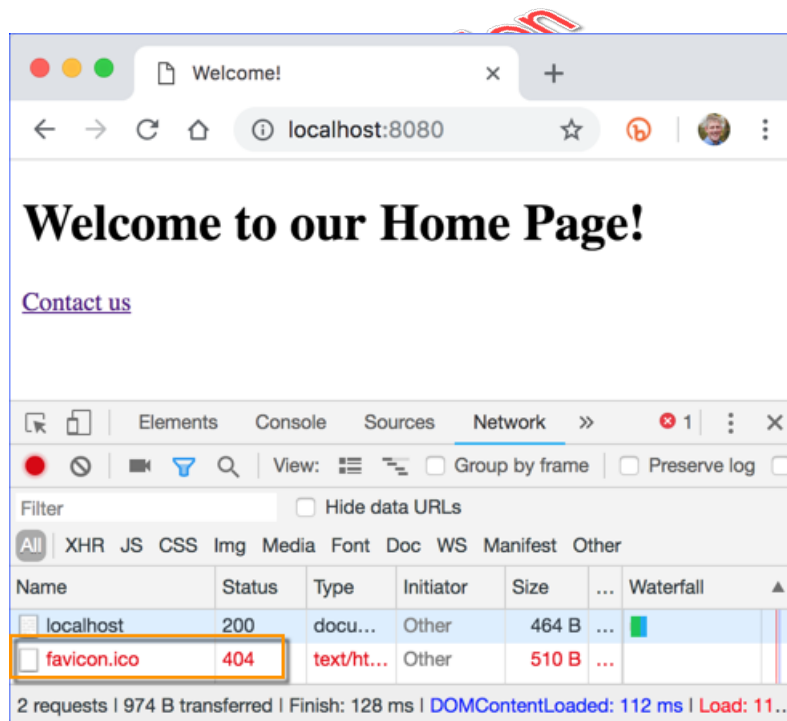 Welcome!
localhost:8080
Welcome to our Home Page!
Contact us
Elements Console Sources Network » 1
View: Group by frame Preserve log
Filter Hide data URLs
All XHR JS CSS Img Media Font Doc WS Manifest Other
Name Status Type Initiator Size ... Waterfall
localhost 200 docu... Other 464 B ...
favicon.ico 404 text/ht... Other 510 B ...
2 requests | 974 B transferred | Finish: 128 ms | DOMContentLoaded: 112 ms | Load: 11...